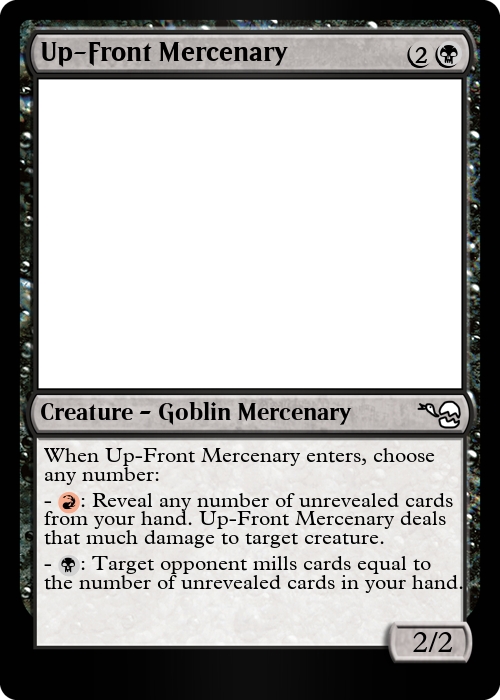 Up-Front Mercenary 2
Creature - Goblin Mercenary
When Up-Front Mercenary enters, choose
any number:
- : Reveal any number of unrevealed cards
from your hand. Up-Front Mercenary deals
that much damage to target creature.
- : Target opponent mills cards equal to
the number of unrevealed cards in your hand.
2/2